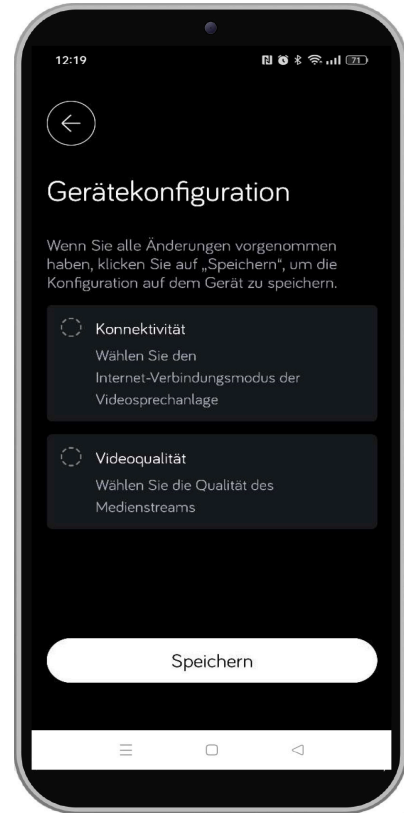 12:19
71
Gerätekonfiguration
Wenn Sie alle Änderungen vorgenommen
haben, klicken Sie auf „Speichern“, um die
Konfiguration auf dem Gerät zu speichern.
Konnektivität
Wählen Sie den
Internet-Verbindungsmodus der
Videosprechanlage
Videoqualität
Wählen Sie die Qualität des
Medienstreams
Speichern